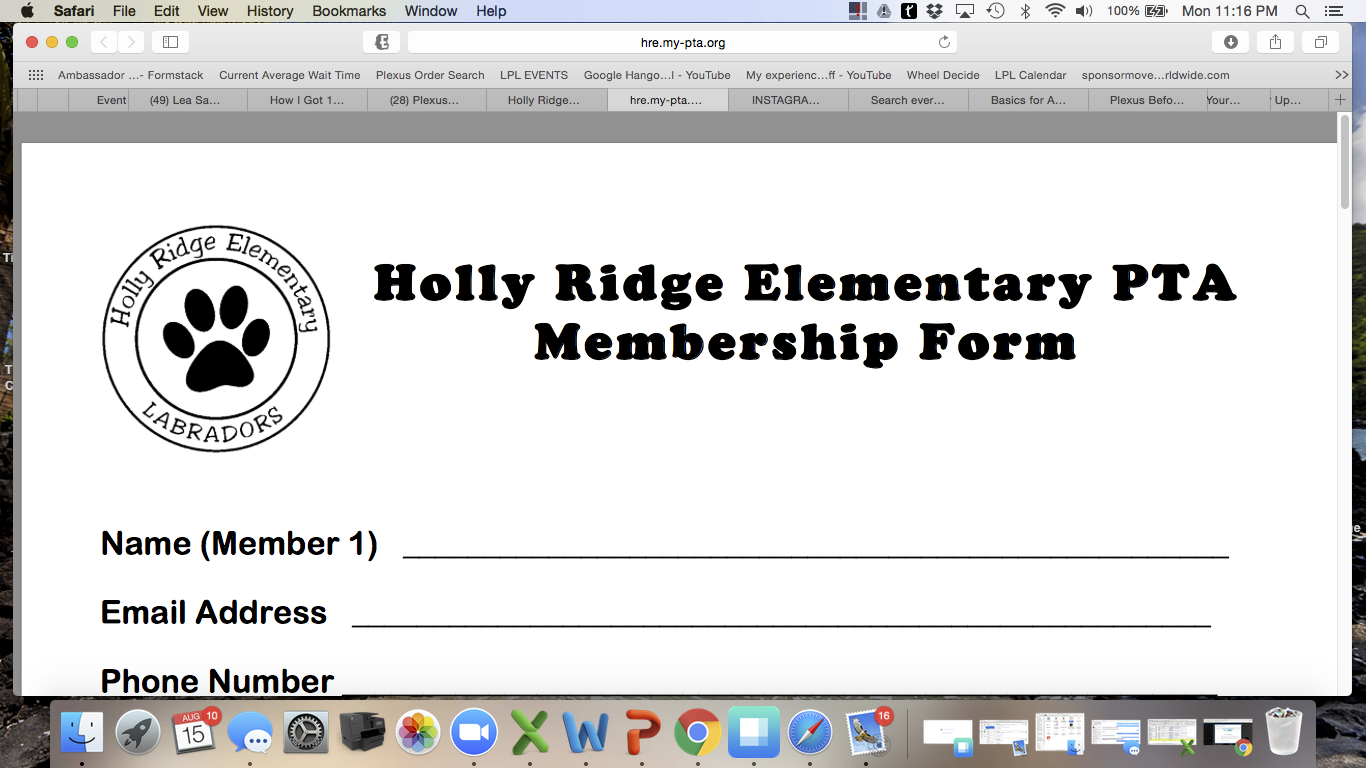 Safari File Edit View History Bookmarks Window Help 100% Mon 11:16 PM
hre.my-pta.org
Ambassador ...- Formstack Current Average Wait Time Plexus Order Search LPL EVENTS Google Hango...l - YouTube My experienc...ff - YouTube Wheel Decide LPL Calendar sponsormove...rldwide.com
Event (49) Lea Sa... How I Got 1... (28) Plexus... Holly Ridge... hre.my-pta.... INSTAGRA... Search ever... Basics for A... Plexus Befo... Your... Up...
Holly Ridge Elementary
LABRADORS
Holly Ridge Elementary PTA
Membership Form
Name (Member 1)
Email Address
Phone Number
AUG 10
15
16